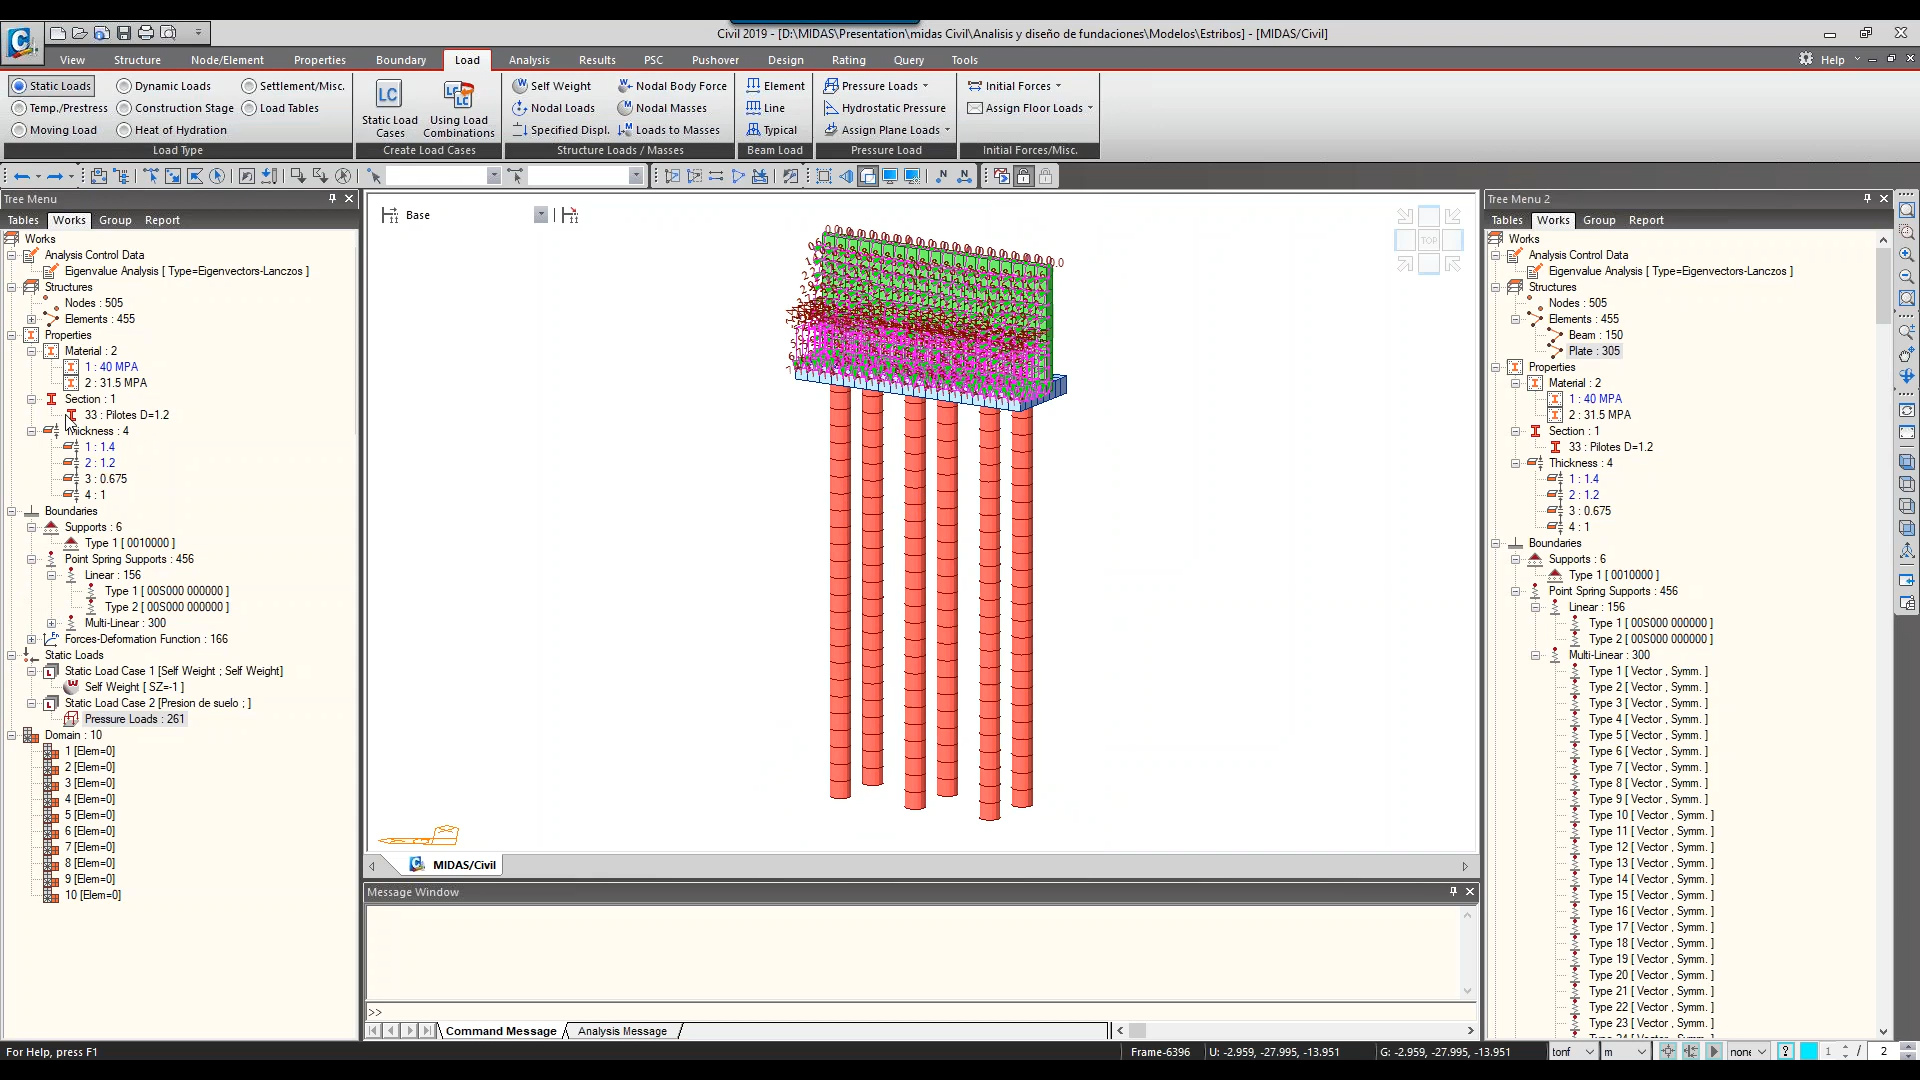 Civil 2019 - [D:\MIDAS\Presentation\midas Civil\Analisis y diseño de fundaciones\Modelos\Estribos] - [MIDAS/Civil]
View Structure Node/Element Properties Boundary Load Analysis Results PSC Pushover Design Rating Query Tools Help
Static Loads Dynamic Loads Settlement/Misc.
Temp./Prestress Construction Stage Load Tables
Moving Load Heat of Hydration
Load Type
LC
Static Load Cases
Using Load Combinations
Create Load Cases
Self Weight Nodal Body Force
Nodal Loads Nodal Masses
Specified Displ. Loads to Masses
Structure Loads / Masses
Element
Line
Typical
Beam Load
Pressure Loads
Hydrostatic Pressure
Assign Plane Loads
Pressure Load
Initial Forces
Assign Floor Loads
Initial Forces/Misc.
Tree Menu
Tables Works Group Report
Works
Analysis Control Data
Eigenvalue Analysis [ Type=Eigenvectors-Lanczos ]
Structures
Nodes : 505
Elements : 455
Properties
Material : 2
1 : 40 MPA
2 : 31.5 MPA
Section : 1
33 : Pilotes D=1.2
Thickness : 4
1 : 1.4
2 : 1.2
3 : 0.675
4 : 1
Boundaries
Supports : 6
Type 1 [ 0010000 ]
Point Spring Supports : 456
Linear : 156
Type 1 [ 00S000 000000 ]
Type 2 [ 00S000 000000 ]
Multi-Linear : 300
Forces-Deformation Function : 166
Static Loads
Static Load Case 1 [Self Weight ; Self Weight]
Self Weight [ SZ=-1 ]
Static Load Case 2 [Presion de suelo ; ]
Pressure Loads : 261
Domain : 10
1 [Elem=0]
2 [Elem=0]
3 [Elem=0]
4 [Elem=0]
5 [Elem=0]
6 [Elem=0]
7 [Elem=0]
8 [Elem=0]
9 [Elem=0]
10 [Elem=0]
Base
TOP
MIDAS/Civil
Message Window
>>
Command Message Analysis Message
Tree Menu 2
Tables Works Group Report
Works
Analysis Control Data
Eigenvalue Analysis [ Type=Eigenvectors-Lanczos ]
Structures
Nodes : 505
Elements : 455
Beam : 150
Plate : 305
Properties
Material : 2
1 : 40 MPA
2 : 31.5 MPA
Section : 1
33 : Pilotes D=1.2
Thickness : 4
1 : 1.4
2 : 1.2
3 : 0.675
4 : 1
Boundaries
Supports : 6
Type 1 [ 0010000 ]
Point Spring Supports : 456
Linear : 156
Type 1 [ 00S000 000000 ]
Type 2 [ 00S000 000000 ]
Multi-Linear : 300
Type 1 [ Vector , Symm. ]
Type 2 [ Vector , Symm. ]
Type 3 [ Vector , Symm. ]
Type 4 [ Vector , Symm. ]
Type 5 [ Vector , Symm. ]
Type 6 [ Vector , Symm. ]
Type 7 [ Vector , Symm. ]
Type 8 [ Vector , Symm. ]
Type 9 [ Vector , Symm. ]
Type 10 [ Vector , Symm. ]
Type 11 [ Vector , Symm. ]
Type 12 [ Vector , Symm. ]
Type 13 [ Vector , Symm. ]
Type 14 [ Vector , Symm. ]
Type 15 [ Vector , Symm. ]
Type 16 [ Vector , Symm. ]
Type 17 [ Vector , Symm. ]
Type 18 [ Vector , Symm. ]
Type 19 [ Vector , Symm. ]
Type 20 [ Vector , Symm. ]
Type 21 [ Vector , Symm. ]
Type 22 [ Vector , Symm. ]
Type 23 [ Vector , Symm. ]
For Help, press F1 Frame-6396 U: -2.959, -27.995, -13.951 G: -2.959, -27.995, -13.951 tonf m none ? 1 / 2